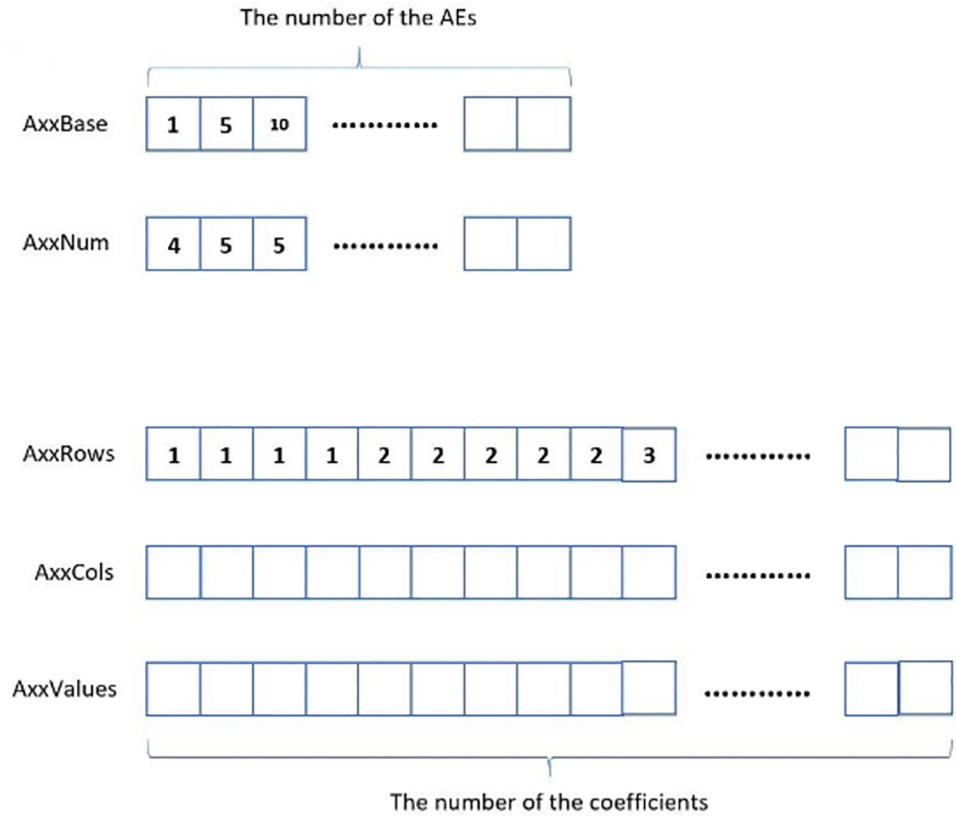 The number of the AEs
AxxBase 1 5 10 ............
AxxNum 4 5 5 ............
AxxRows 1 1 1 1 2 2 2 2 2 3 ............
AxxCols ............
AxxValues ............
The number of the coefficients